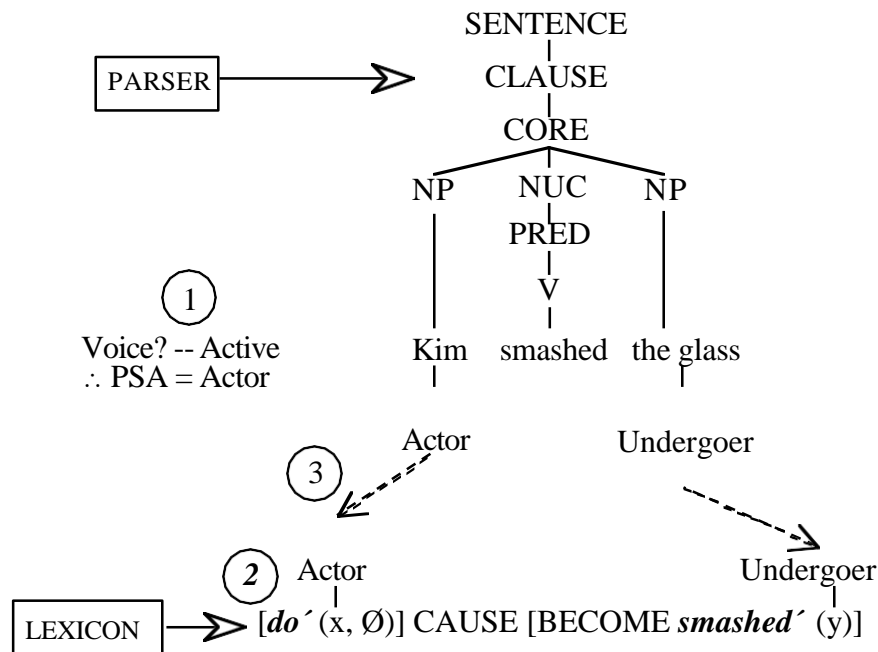 SENTENCE
PARSER
CLAUSE
CORE
NP NUC NP
PRED
V
1
Voice? -- Active
∴ PSA = Actor
Kim smashed the glass
Actor Undergoer
3
2
Actor Undergoer
LEXICON
[do´ (x, Ø)] CAUSE [BECOME smashed´ (y)]